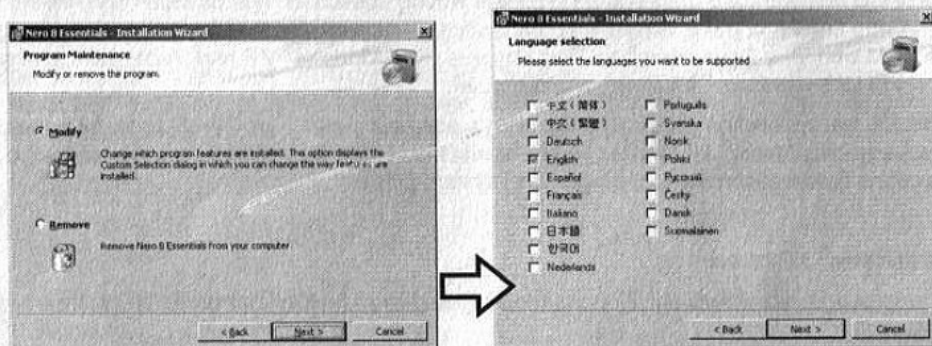 Nero 8 Essentials - Installation Wizard
Program Maintenance
Modify or remove the program.
Modify
Change which program features are installed. This option displays the
Custom Selection dialog in which you can change the way features are
installed.
Remove
Remove Nero 8 Essentials from your computer.
< Back
Next >
Cancel
Nero 8 Essentials - Installation Wizard
Language selection
Please select the languages you want to be supported
中文（简体）
中文（繁體）
Deutsch
English
Español
Français
Italiano
日本語
한국어
Nederlands
Português
Svenska
Norsk
Polski
Русский
Česky
Dansk
Suomalainen
< Back
Next >
Cancel